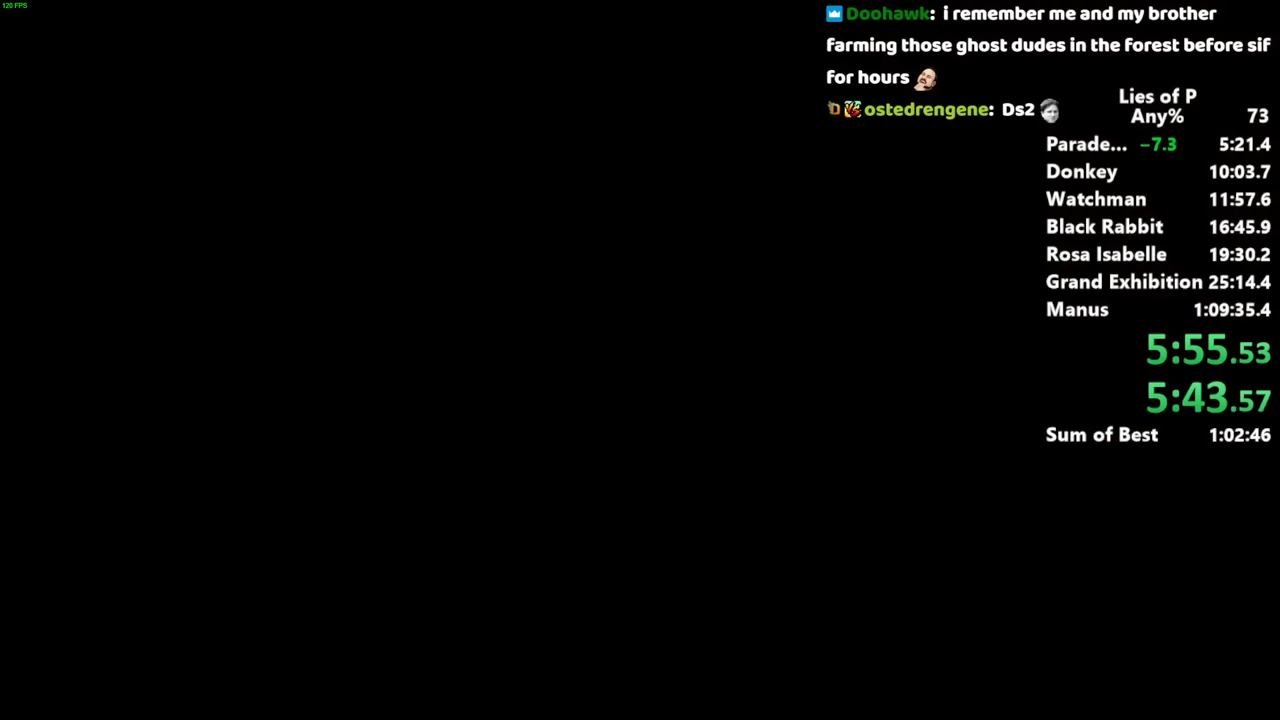 120 FPS
Doohawk: i remember me and my brother
farming those ghost dudes in the forest before sif
for hours
ostedrengene: Ds2
Lies of P
Any% 73
Parade... -7.3 5:21.4
Donkey 10:03.7
Watchman 11:57.6
Black Rabbit 16:45.9
Rosa Isabelle 19:30.2
Grand Exhibition 25:14.4
Manus 1:09:35.4
5:55.53
5:43.57
Sum of Best 1:02:46